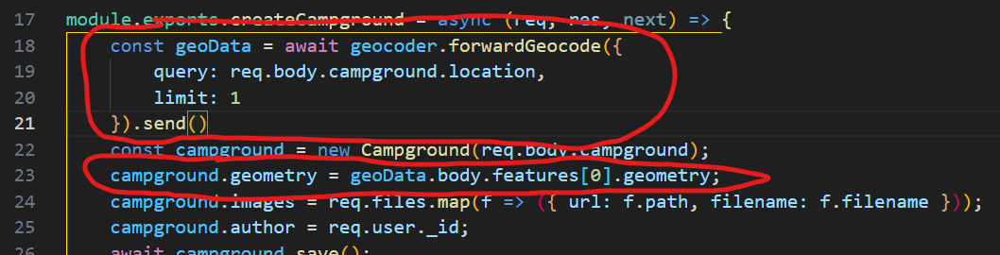 17 module.exports.createCampground = async (req, res, next) => {
18 const geoData = await geocoder.forwardGeocode({
19 query: req.body.campground.location,
20 limit: 1
21 }).send()
22 const campground = new Campground(req.body.campground);
23 campground.geometry = geoData.body.features[0].geometry;
24 campground.images = req.files.map(f => ({ url: f.path, filename: f.filename }));
25 campground.author = req.user._id;
26 await campground.save();